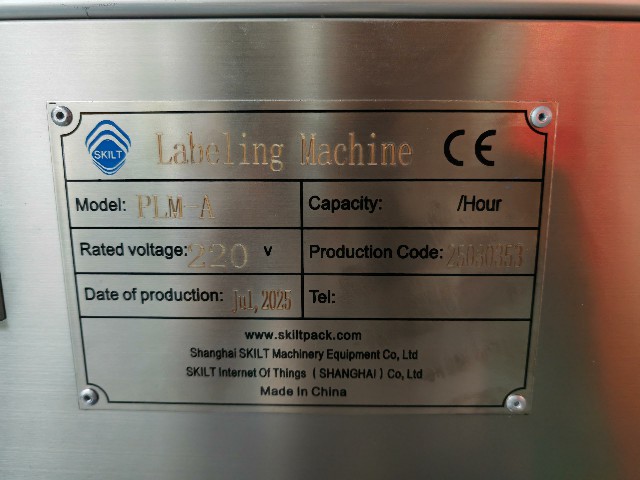 SKILT Labeling Machine CE
Model: PLM-A Capacity: /Hour
Rated voltage: 220 v Production Code:
Date of production: Jul,2025 Tel:
www.skiltpack.com
Shanghai SKILT Machinery Equipment Co, Ltd
SKILT Internet Of Things ( SHANGHAI ) Co, Ltd
Made In China